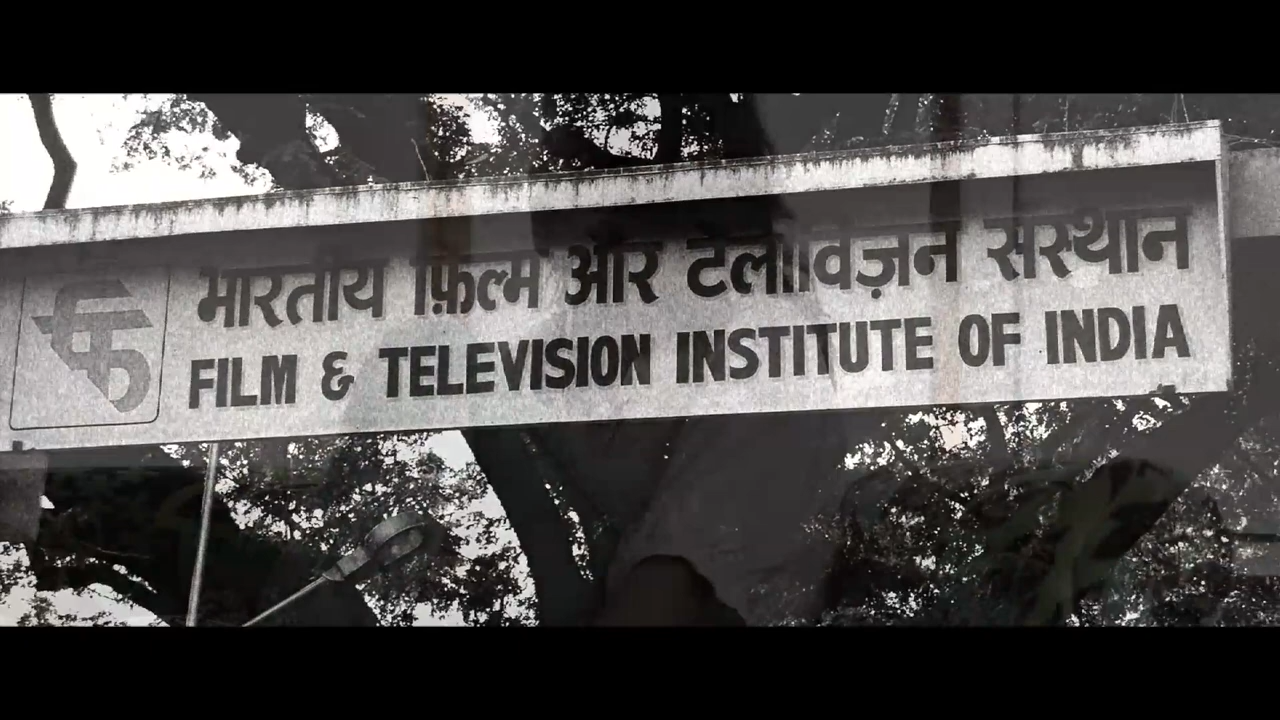 भारतीय फ़िल्म और टेलीविज़न संस्थान
FILM & TELEVISION INSTITUTE OF INDIA